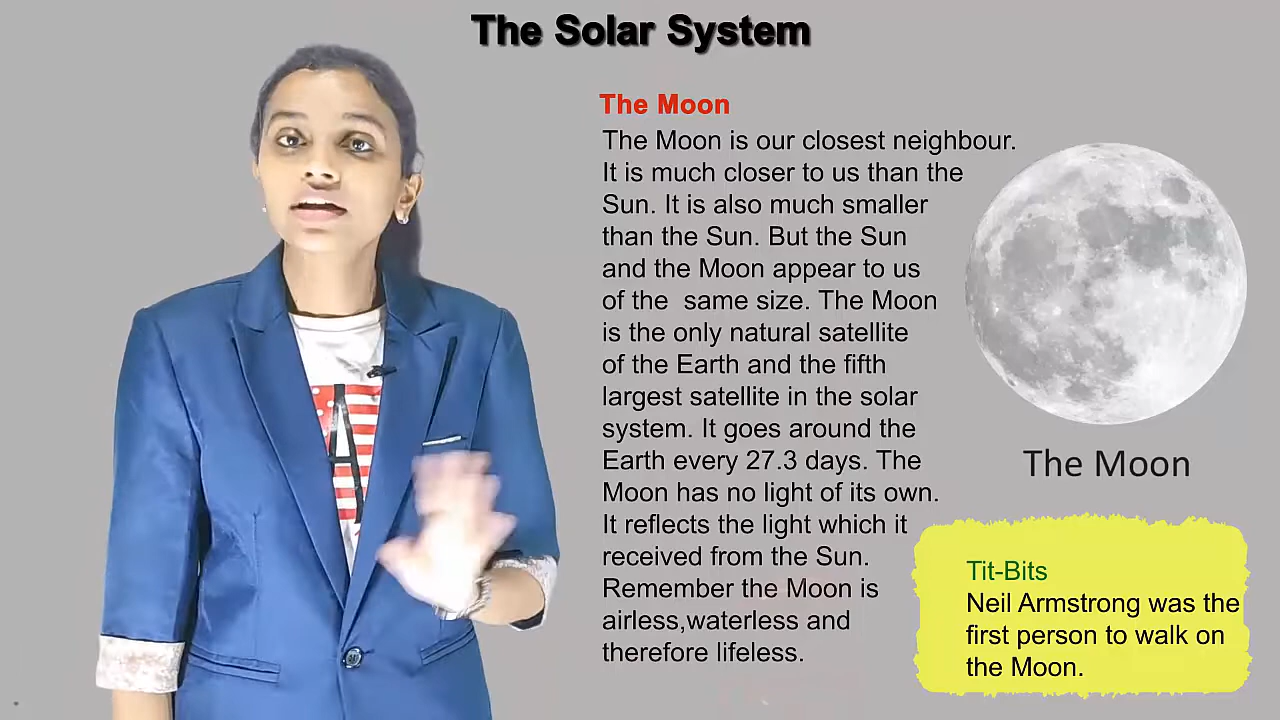 The Solar System
The Moon
The Moon is our closest neighbour.
It is much closer to us than the
Sun. It is also much smaller
than the Sun. But the Sun
and the Moon appear to us
of the  same size. The Moon
is the only natural satellite
of the Earth and the fifth
largest satellite in the solar
system. It goes around the
Earth every 27.3 days. The
Moon has no light of its own.
It reflects the light which it
received from the Sun.
Remember the Moon is
airless,waterless and
therefore lifeless.
The Moon
Tit-Bits
Neil Armstrong was the
first person to walk on
the Moon.
A